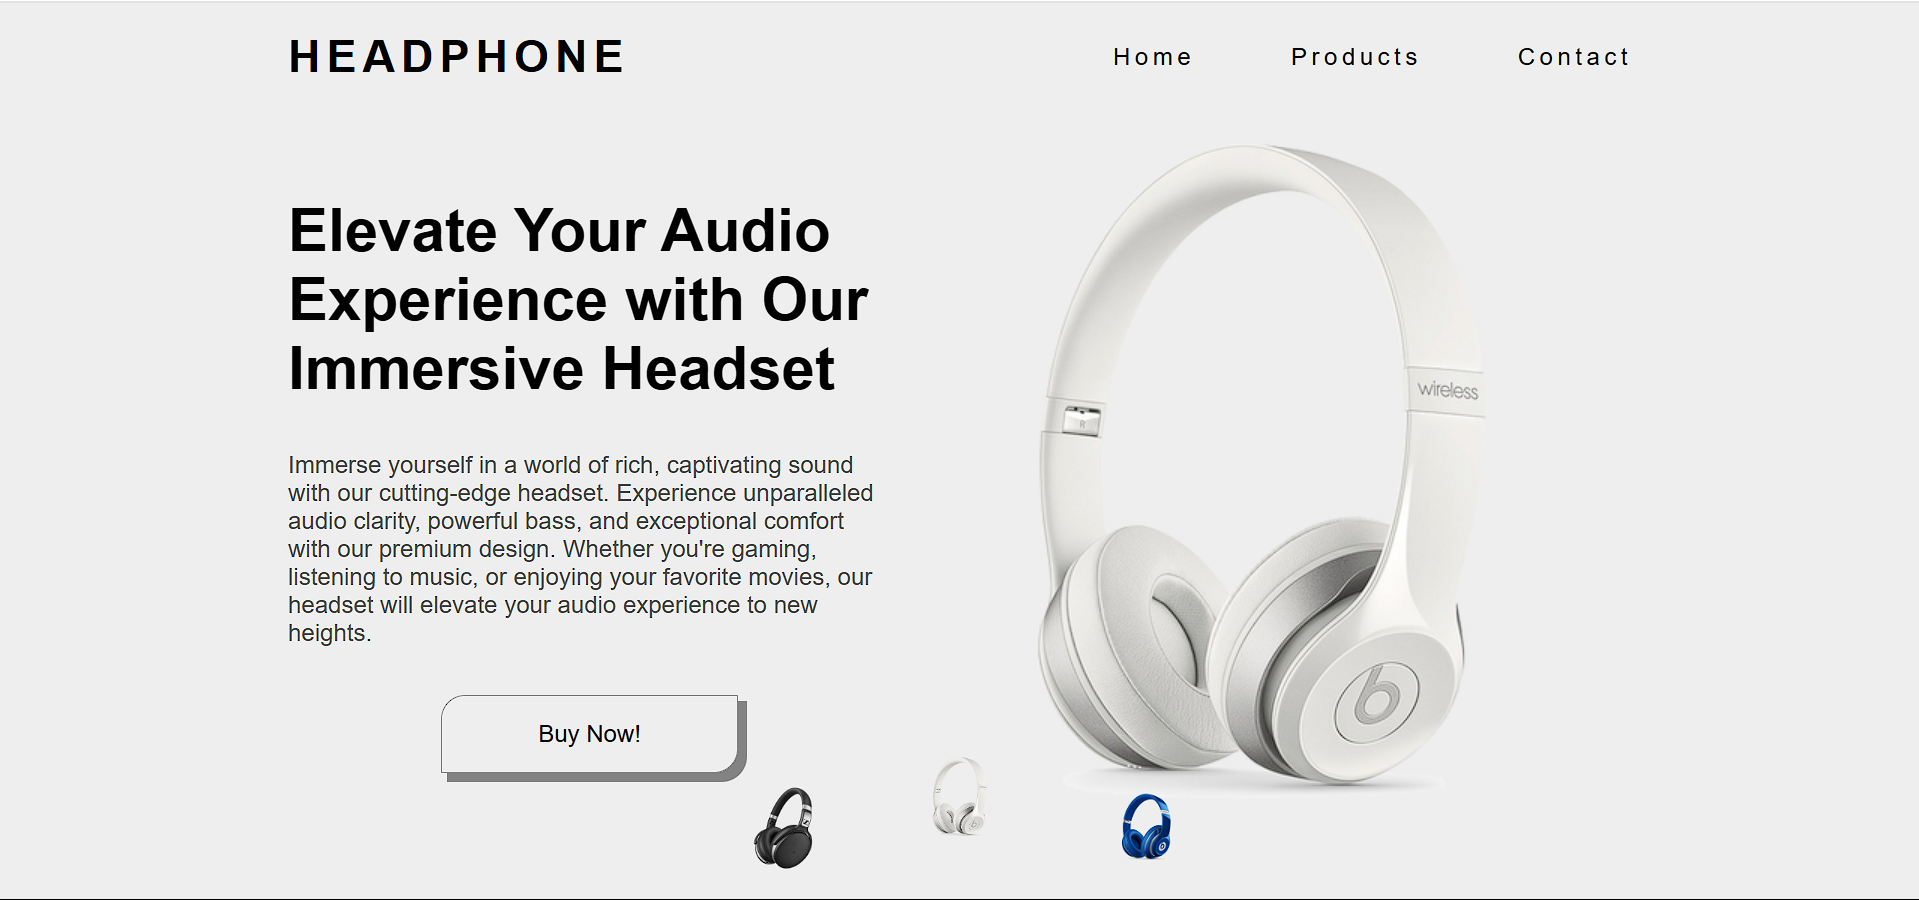 HEADPHONE
Home Products Contact
Elevate Your Audio
Experience with Our
Immersive Headset
Immerse yourself in a world of rich, captivating sound
with our cutting-edge headset. Experience unparalleled
audio clarity, powerful bass, and exceptional comfort
with our premium design. Whether you're gaming,
listening to music, or enjoying your favorite movies, our
headset will elevate your audio experience to new
heights.
Buy Now!
wireless
R
b